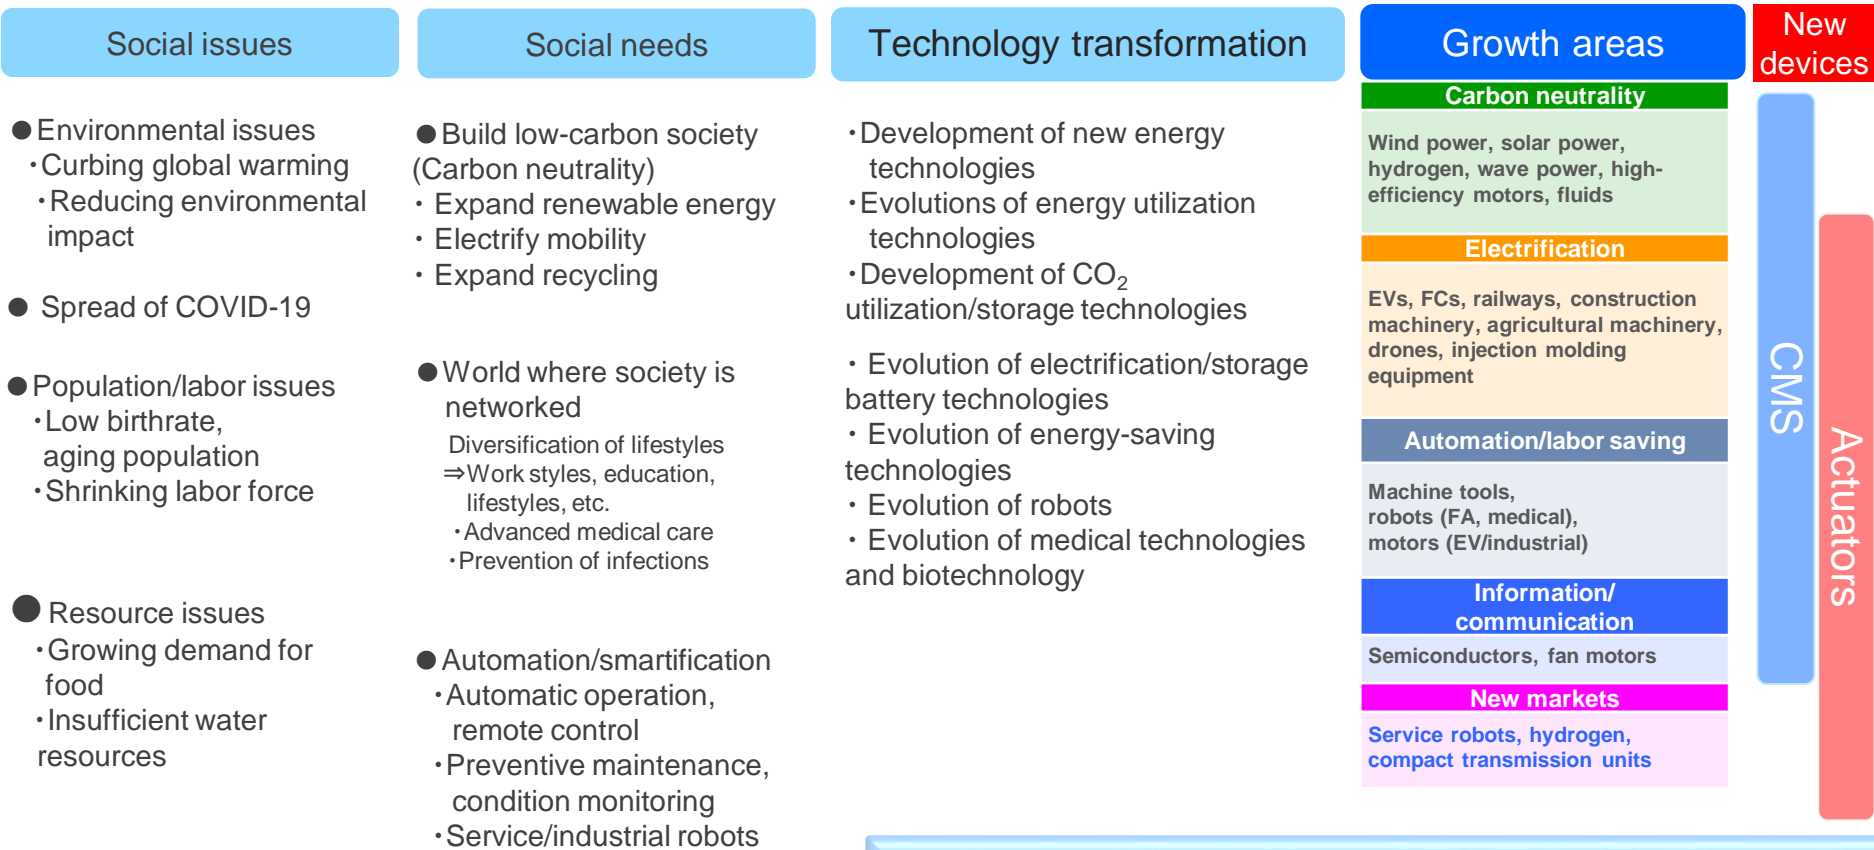 Social issues
● Environmental issues
・Curbing global warming
・Reducing environmental
impact
● Spread of COVID-19
● Population/labor issues
・Low birthrate,
aging population
・Shrinking labor force
● Resource issues
・Growing demand for
food
・Insufficient water
resources
Social needs
● Build low-carbon society
(Carbon neutrality)
・ Expand renewable energy
・ Electrify mobility
・ Expand recycling
● World where society is
networked
Diversification of lifestyles
⇒Work styles, education,
lifestyles, etc.
・Advanced medical care
・Prevention of infections
● Automation/smartification
・Automatic operation,
remote control
・Preventive maintenance,
condition monitoring
・Service/industrial robots
Technology transformation
・Development of new energy
technologies
・Evolutions of energy utilization
technologies
・Development of CO₂
utilization/storage technologies
・ Evolution of electrification/storage
battery technologies
・ Evolution of energy-saving
technologies
・ Evolution of robots
・ Evolution of medical technologies
and biotechnology
Growth areas
Carbon neutrality
Wind power, solar power,
hydrogen, wave power, high-
efficiency motors, fluids
Electrification
EVs, FCs, railways, construction
machinery, agricultural machinery,
drones, injection molding
equipment
Automation/labor saving
Machine tools,
robots (FA, medical),
motors (EV/industrial)
Information/
communication
Semiconductors, fan motors
New markets
Service robots, hydrogen,
compact transmission units
New
devices
CMS
Actuators